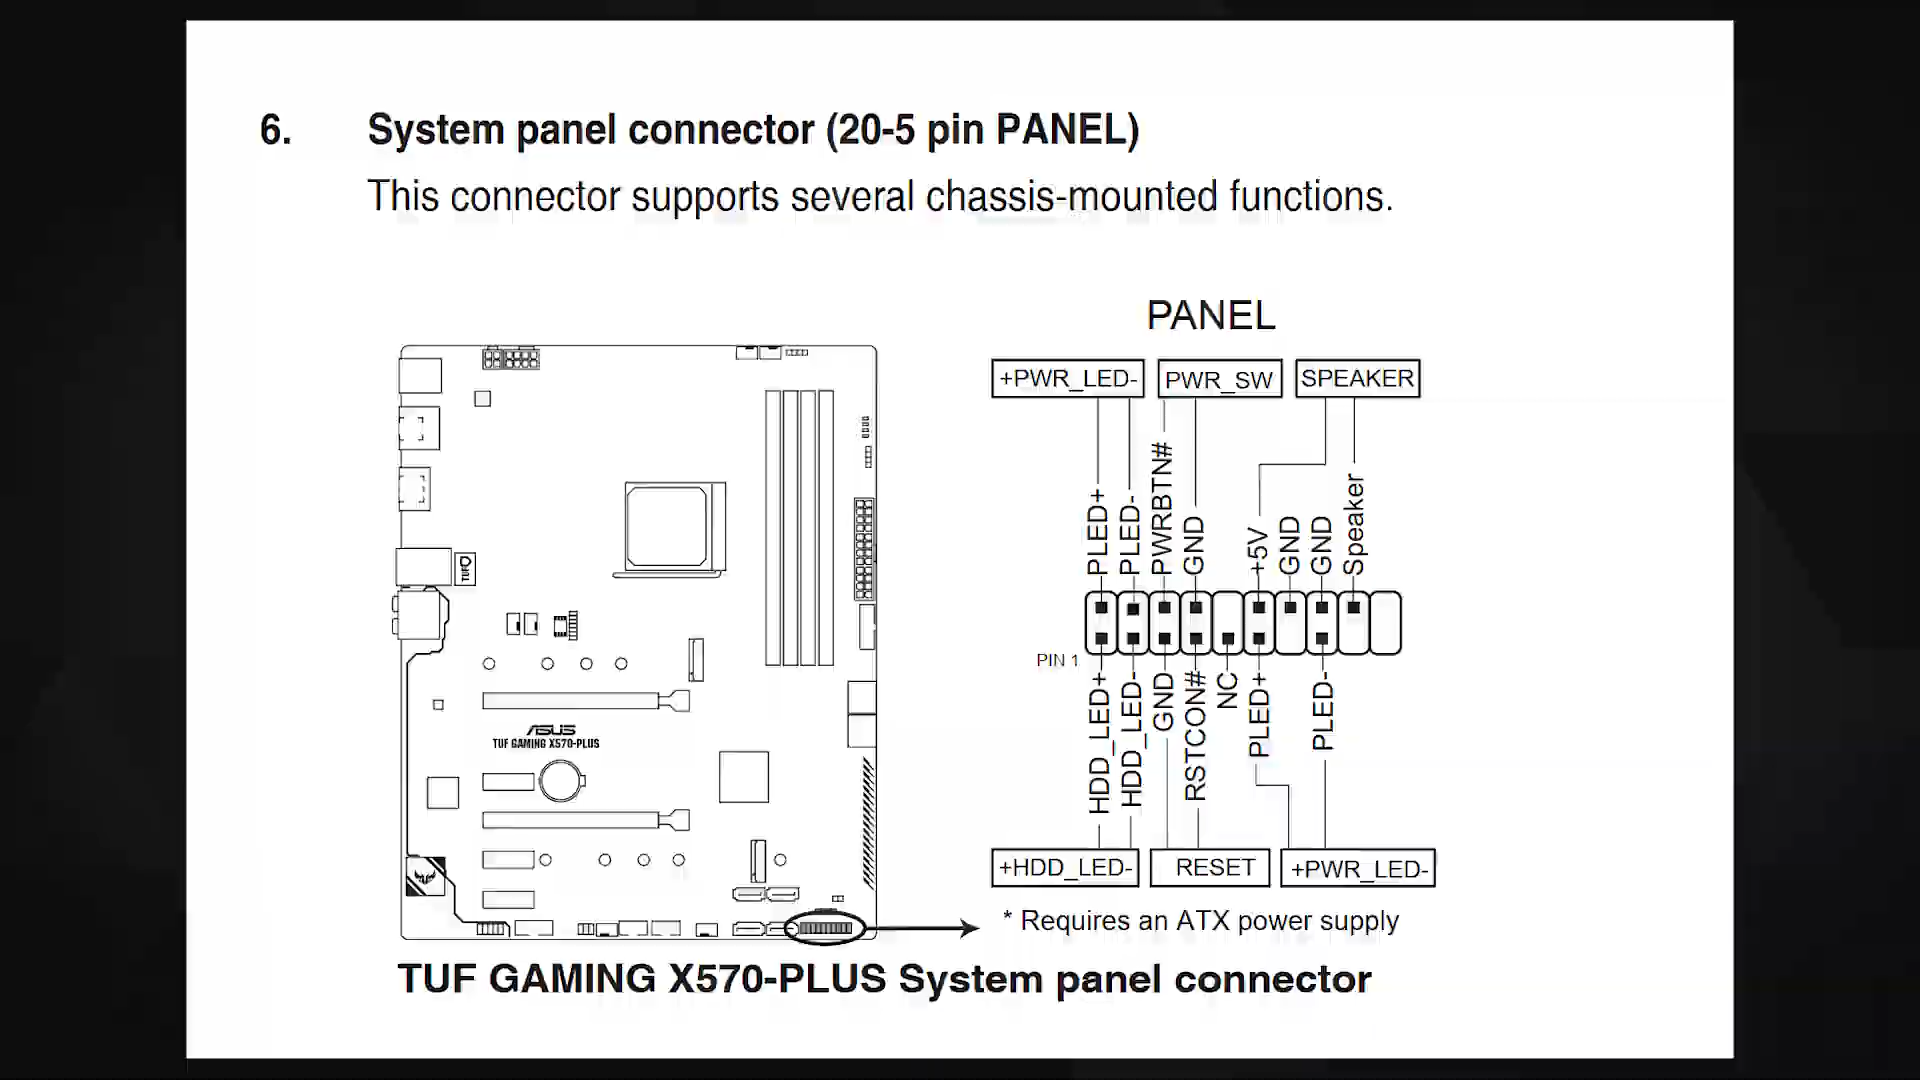 6. System panel connector (20-5 pin PANEL)
This connector supports several chassis-mounted functions.
PANEL
+PWR_LED- PWR_SW SPEAKER
PLED+ PLED- PWRBTN# GND +5V GND GND Speaker
PIN 1
HDD_LED+ HDD_LED- GND RSTCON# NC PLED+ PLED-
+HDD_LED- RESET +PWR_LED-
* Requires an ATX power supply
TUF
ASUS
TUF GAMING X570-PLUS
TUF GAMING X570-PLUS System panel connector